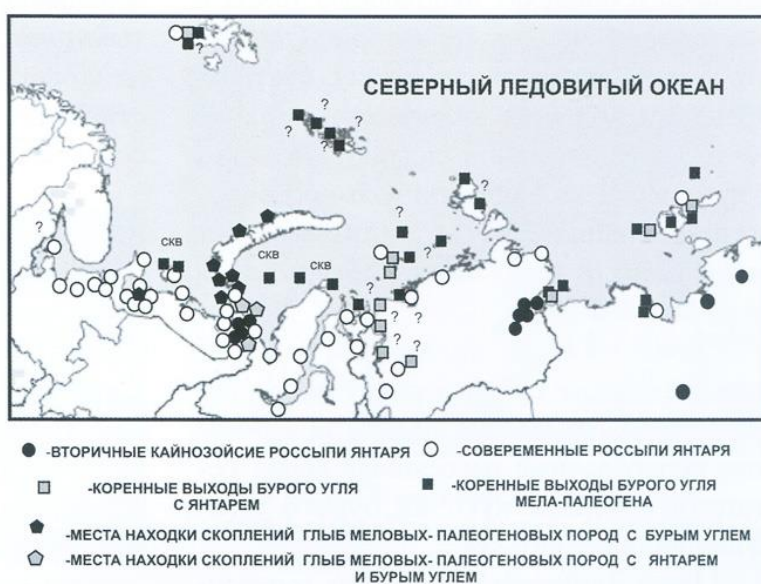 СЕВЕРНЫЙ ЛЕДОВИТЫЙ ОКЕАН
?
?
?
?
?
?
?
СКВ
СКВ
СКВ
?
?
?
?
?
?
?
?
-ВТОРИЧНЫЕ КАЙНОЗОЙСИЕ РОССЫПИ ЯНТАРЯ
-СОВЕРЕМЕННЫЕ РОССЫПИ ЯНТАРЯ
-КОРЕННЫЕ ВЫХОДЫ БУРОГО УГЛЯ
С ЯНТАРЕМ
-КОРЕННЫЕ ВЫХОДЫ БУРОГО УГЛЯ
МЕЛА-ПАЛЕОГЕНА
-МЕСТА НАХОДКИ СКОПЛЕНИЙ ГЛЫБ МЕЛОВЫХ- ПАЛЕОГЕНОВЫХ ПОРОД С БУРЫМ УГЛЕМ
-МЕСТА НАХОДКИ СКОПЛЕНИЙ ГЛЫБ МЕЛОВЫХ- ПАЛЕОГЕНОВЫХ ПОРОД С ЯНТАРЕМ
И БУРЫМ УГЛЕМ